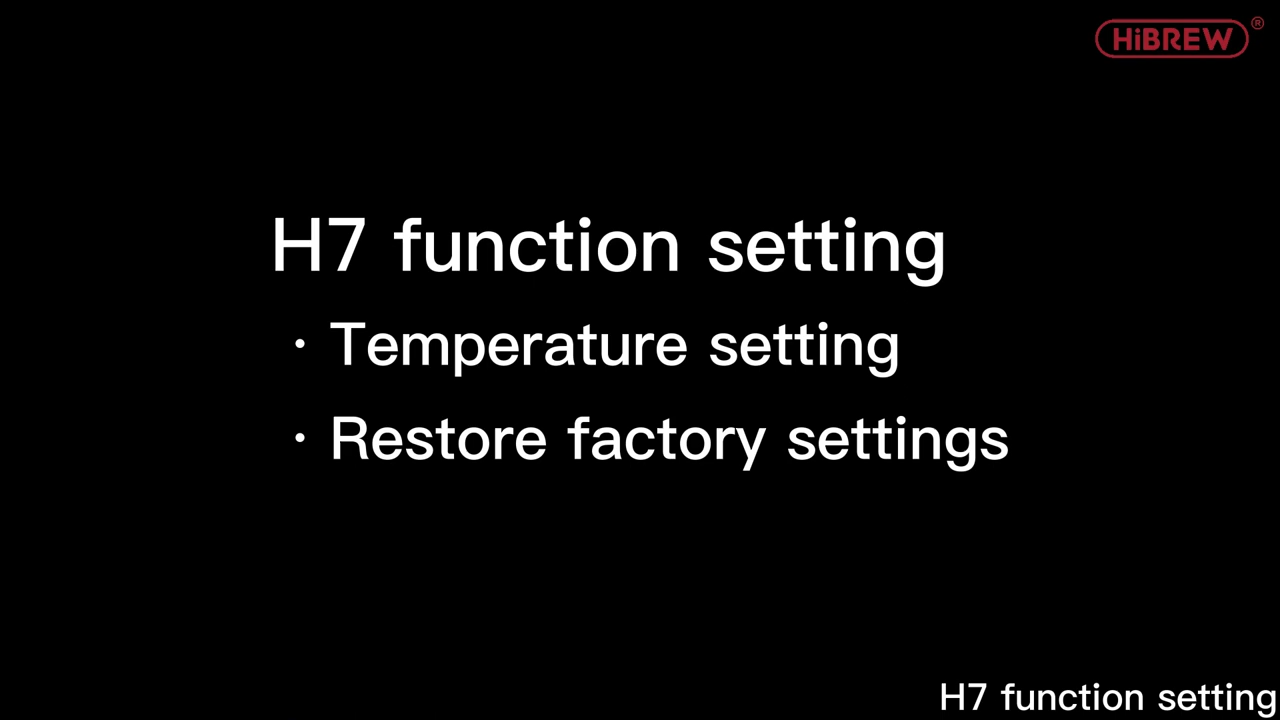 HiBREW®
H7 function setting
· Temperature setting
· Restore factory settings
H7 function setting